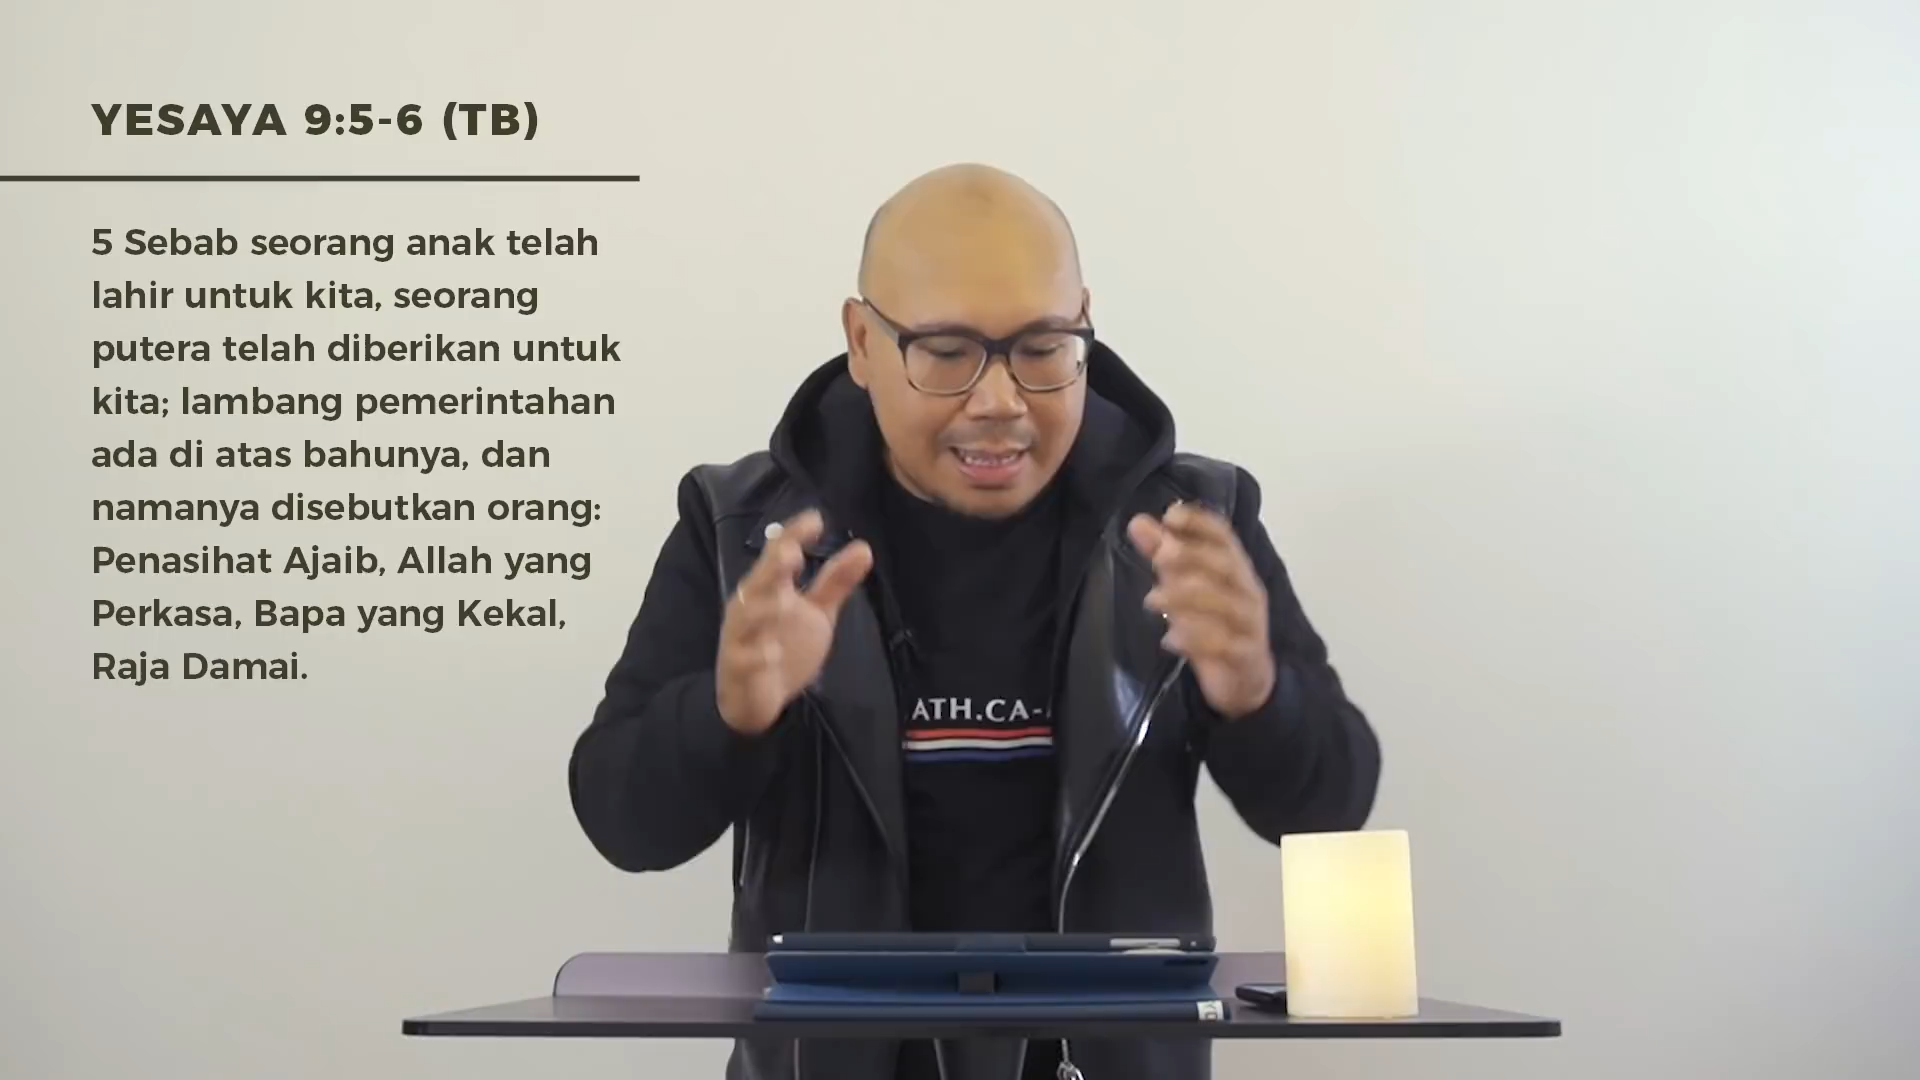 YESAYA 9:5-6 (TB)
5 Sebab seorang anak telah
lahir untuk kita, seorang
putera telah diberikan untuk
kita; lambang pemerintahan
ada di atas bahunya, dan
namanya disebutkan orang:
Penasihat Ajaib, Allah yang
Perkasa, Bapa yang Kekal,
Raja Damai.
ATH.CA-